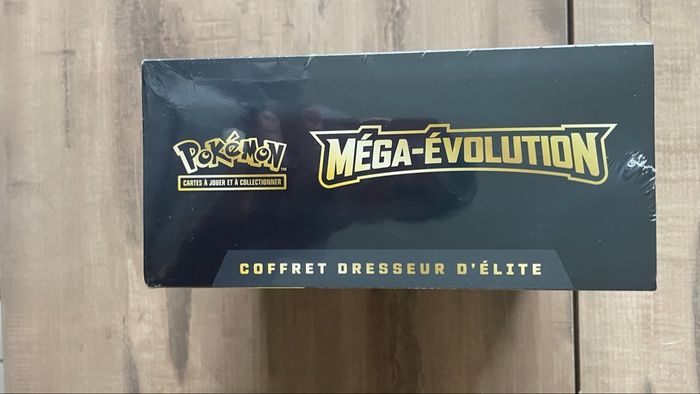 POKéMON
CARTES À JOUER ET À COLLECTIONNER
MÉGA-ÉVOLUTION
COFFRET DRESSEUR D'ÉLITE